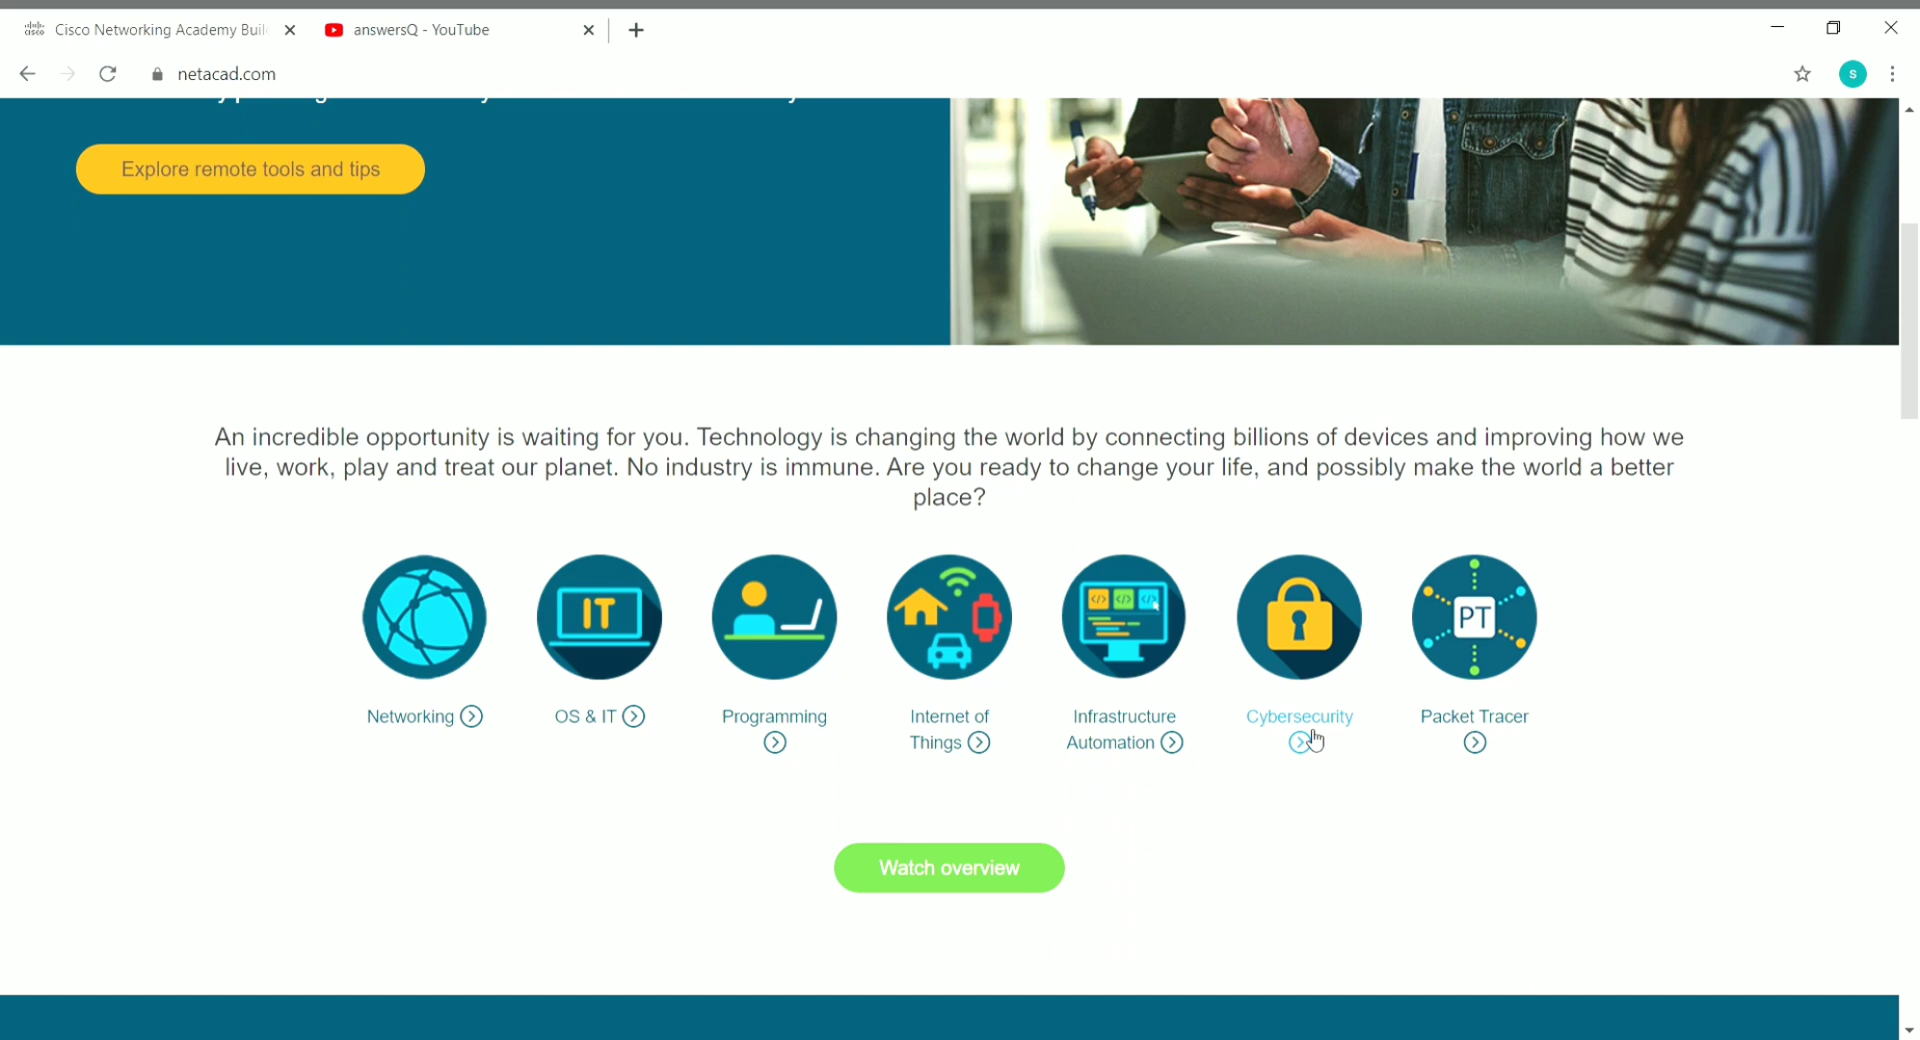 Cisco Networking Academy Buil
answersQ - YouTube
netacad.com
S
Explore remote tools and tips
An incredible opportunity is waiting for you. Technology is changing the world by connecting billions of devices and improving how we
live, work, play and treat our planet. No industry is immune. Are you ready to change your life, and possibly make the world a better
place?
IT
PT
Networking
OS & IT
Programming
Internet of
Things
Infrastructure
Automation
Cybersecurity
Packet Tracer
Watch overview